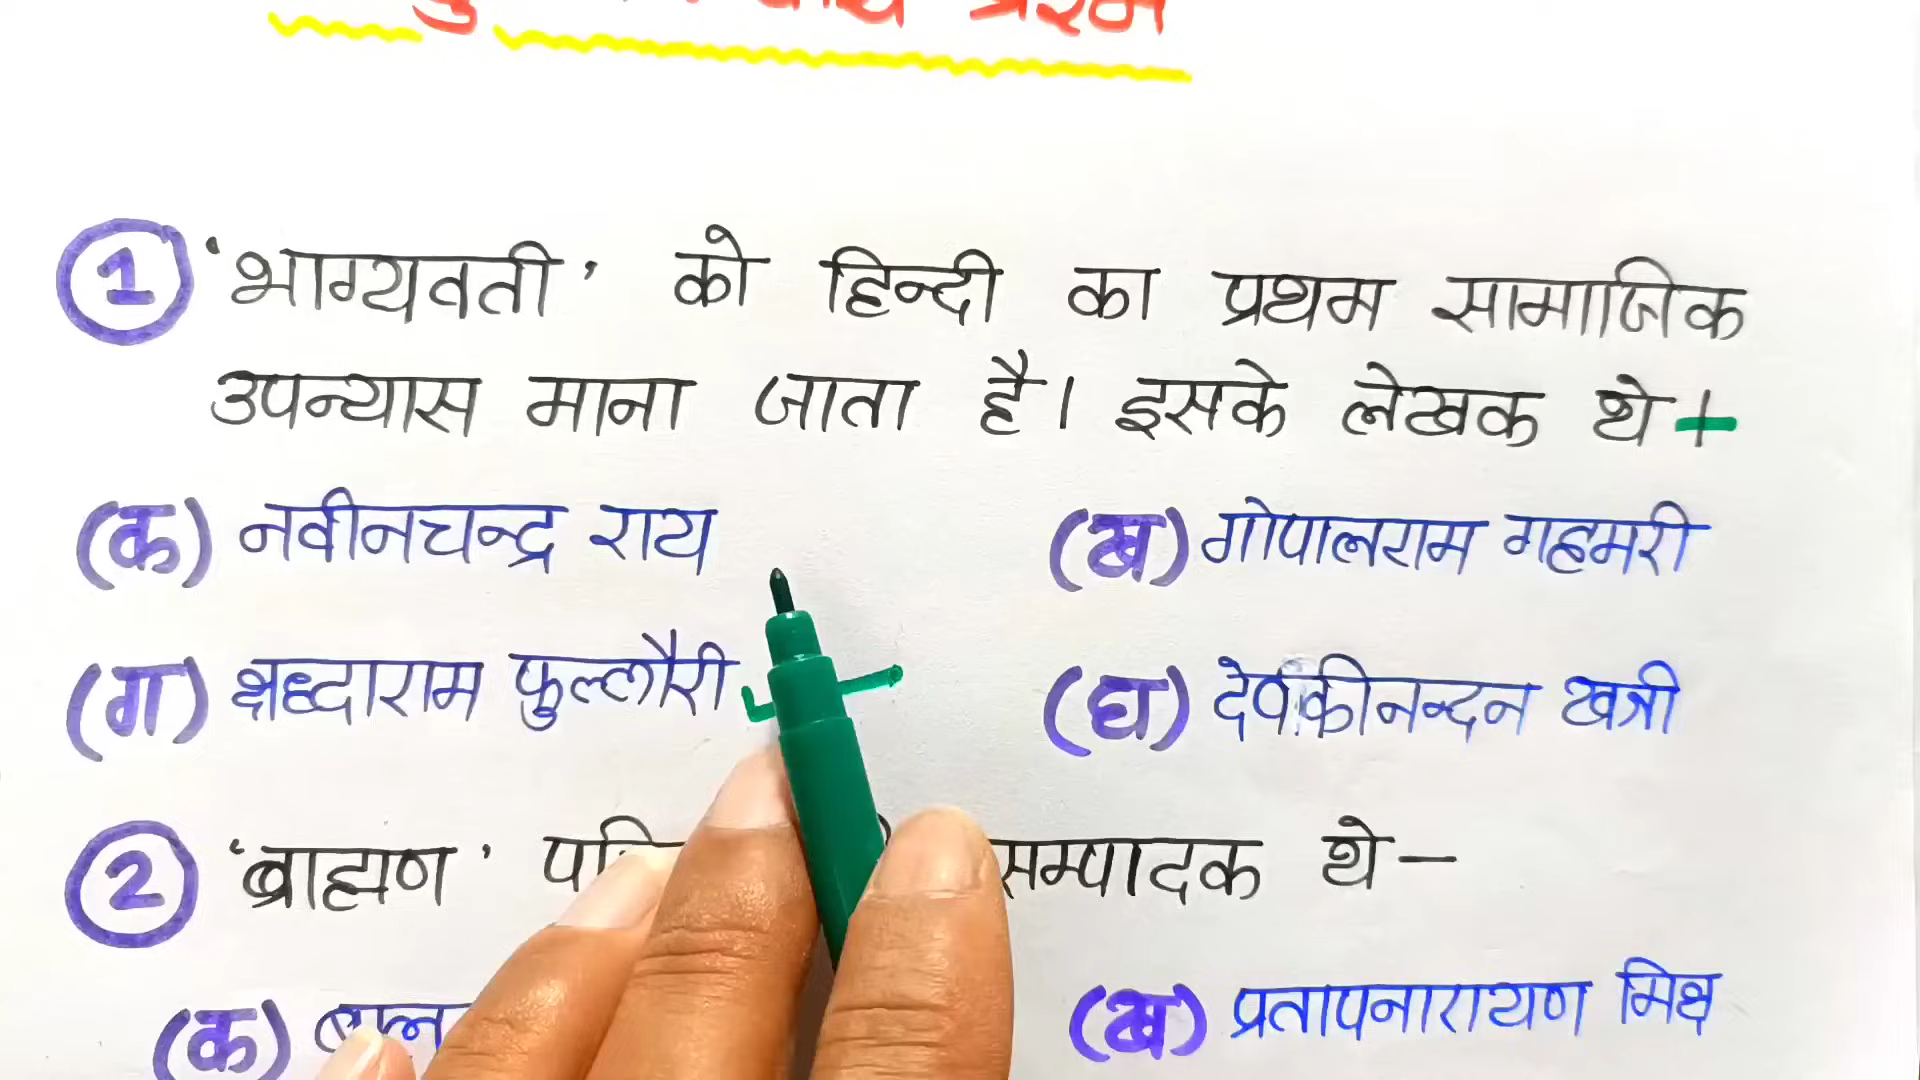 प्रश्न
1 'भाग्यवती' को हिन्दी का प्रथम सामाजिक
उपन्यास माना जाता है। इसके लेखक थे
(क) नवीनचन्द्र राय (ख) गोपालराम गहमरी
(ग) श्रद्धाराम फुल्लौरी (घ) देवकीनन्दन खत्री
2 'ब्राह्मण' सम्पादक थे –
(क) (ख) प्रतापनारायण मिश्र